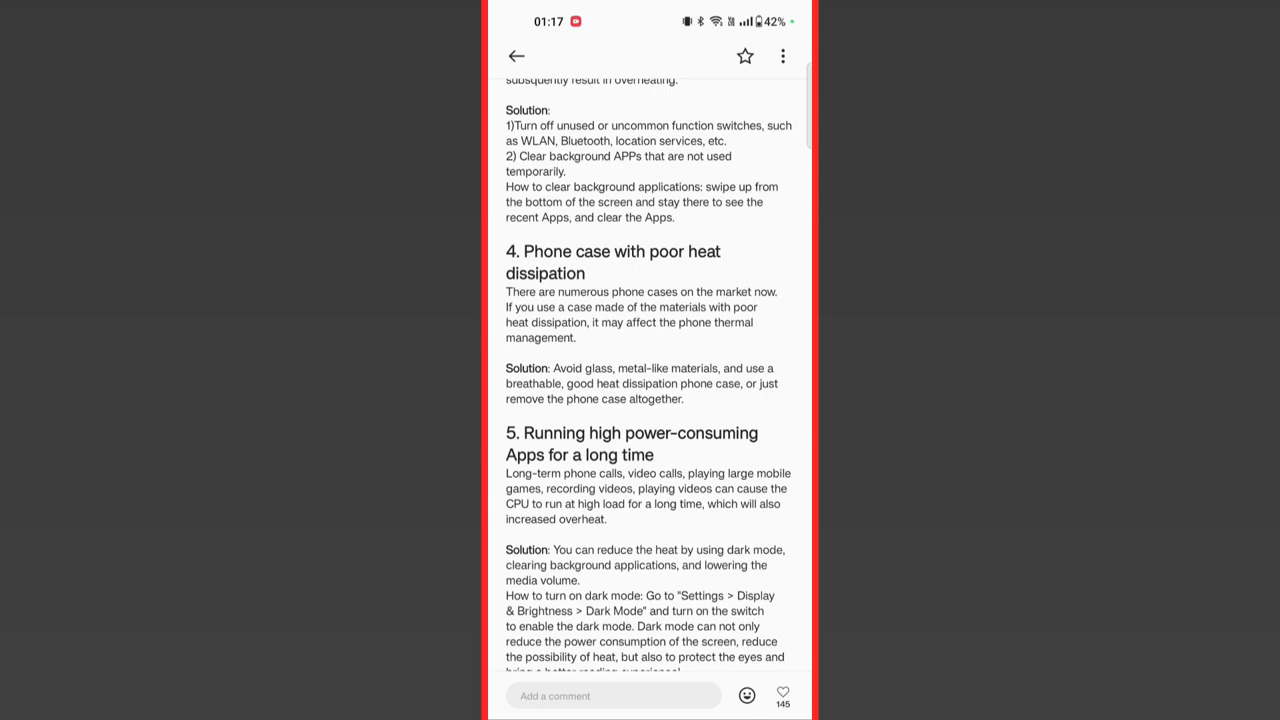 01:17
42%
subsequently result in overheating.
Solution:
1)Turn off unused or uncommon function switches, such
as WLAN, Bluetooth, location services, etc.
2) Clear background APPs that are not used
temporarily.
How to clear background applications: swipe up from
the bottom of the screen and stay there to see the
recent Apps, and clear the Apps.
4. Phone case with poor heat
dissipation
There are numerous phone cases on the market now.
If you use a case made of the materials with poor
heat dissipation, it may affect the phone thermal
management.
Solution: Avoid glass, metal-like materials, and use a
breathable, good heat dissipation phone case, or just
remove the phone case altogether.
5. Running high power-consuming
Apps for a long time
Long-term phone calls, video calls, playing large mobile
games, recording videos, playing videos can cause the
CPU to run at high load for a long time, which will also
increased overheat.
Solution: You can reduce the heat by using dark mode,
clearing background applications, and lowering the
media volume.
How to turn on dark mode: Go to "Settings > Display
& Brightness > Dark Mode" and turn on the switch
to enable the dark mode. Dark mode can not only
reduce the power consumption of the screen, reduce
the possibility of heat, but also to protect the eyes and
Add a comment
145